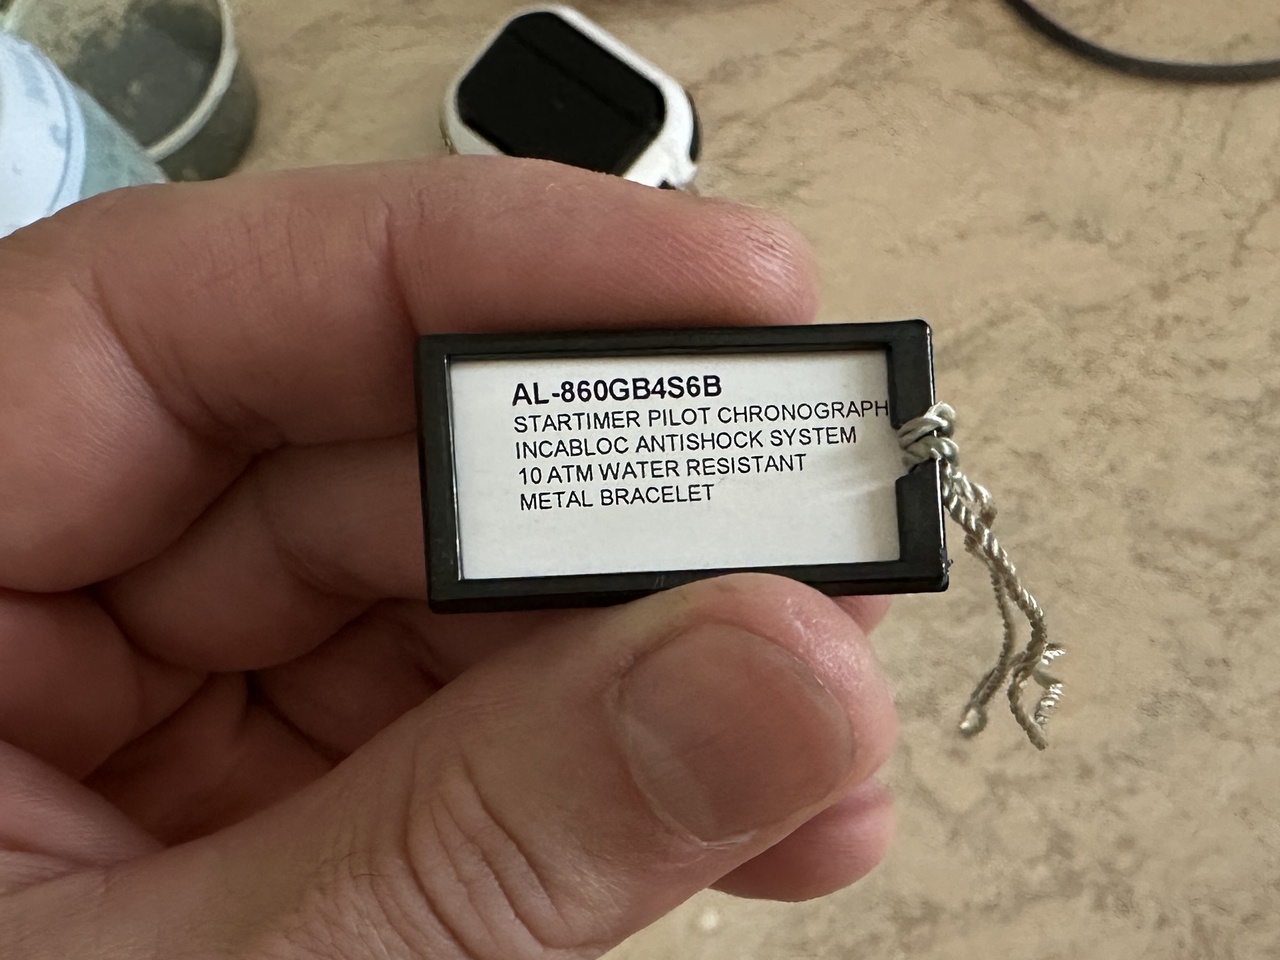 AL-860GB4S6B
STARTIMER PILOT CHRONOGRAPH
INCABLOC ANTISHOCK SYSTEM
10 ATM WATER RESISTANT
METAL BRACELET